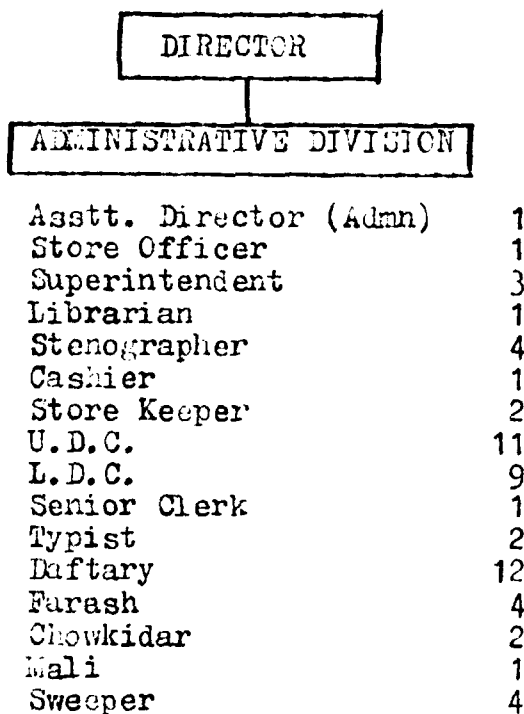 DIRECTOR
ADMINISTRATIVE DIVISION
Asstt. Director (Admn) 1
Store Officer 1
Superintendent 3
Librarian 1
Stenographer 4
Cashier 1
Store Keeper 2
U.D.C. 11
L.D.C. 9
Senior Clerk 1
Typist 2
Daftary 12
Farash 4
Chowkidar 2
Mali 1
Sweeper 4